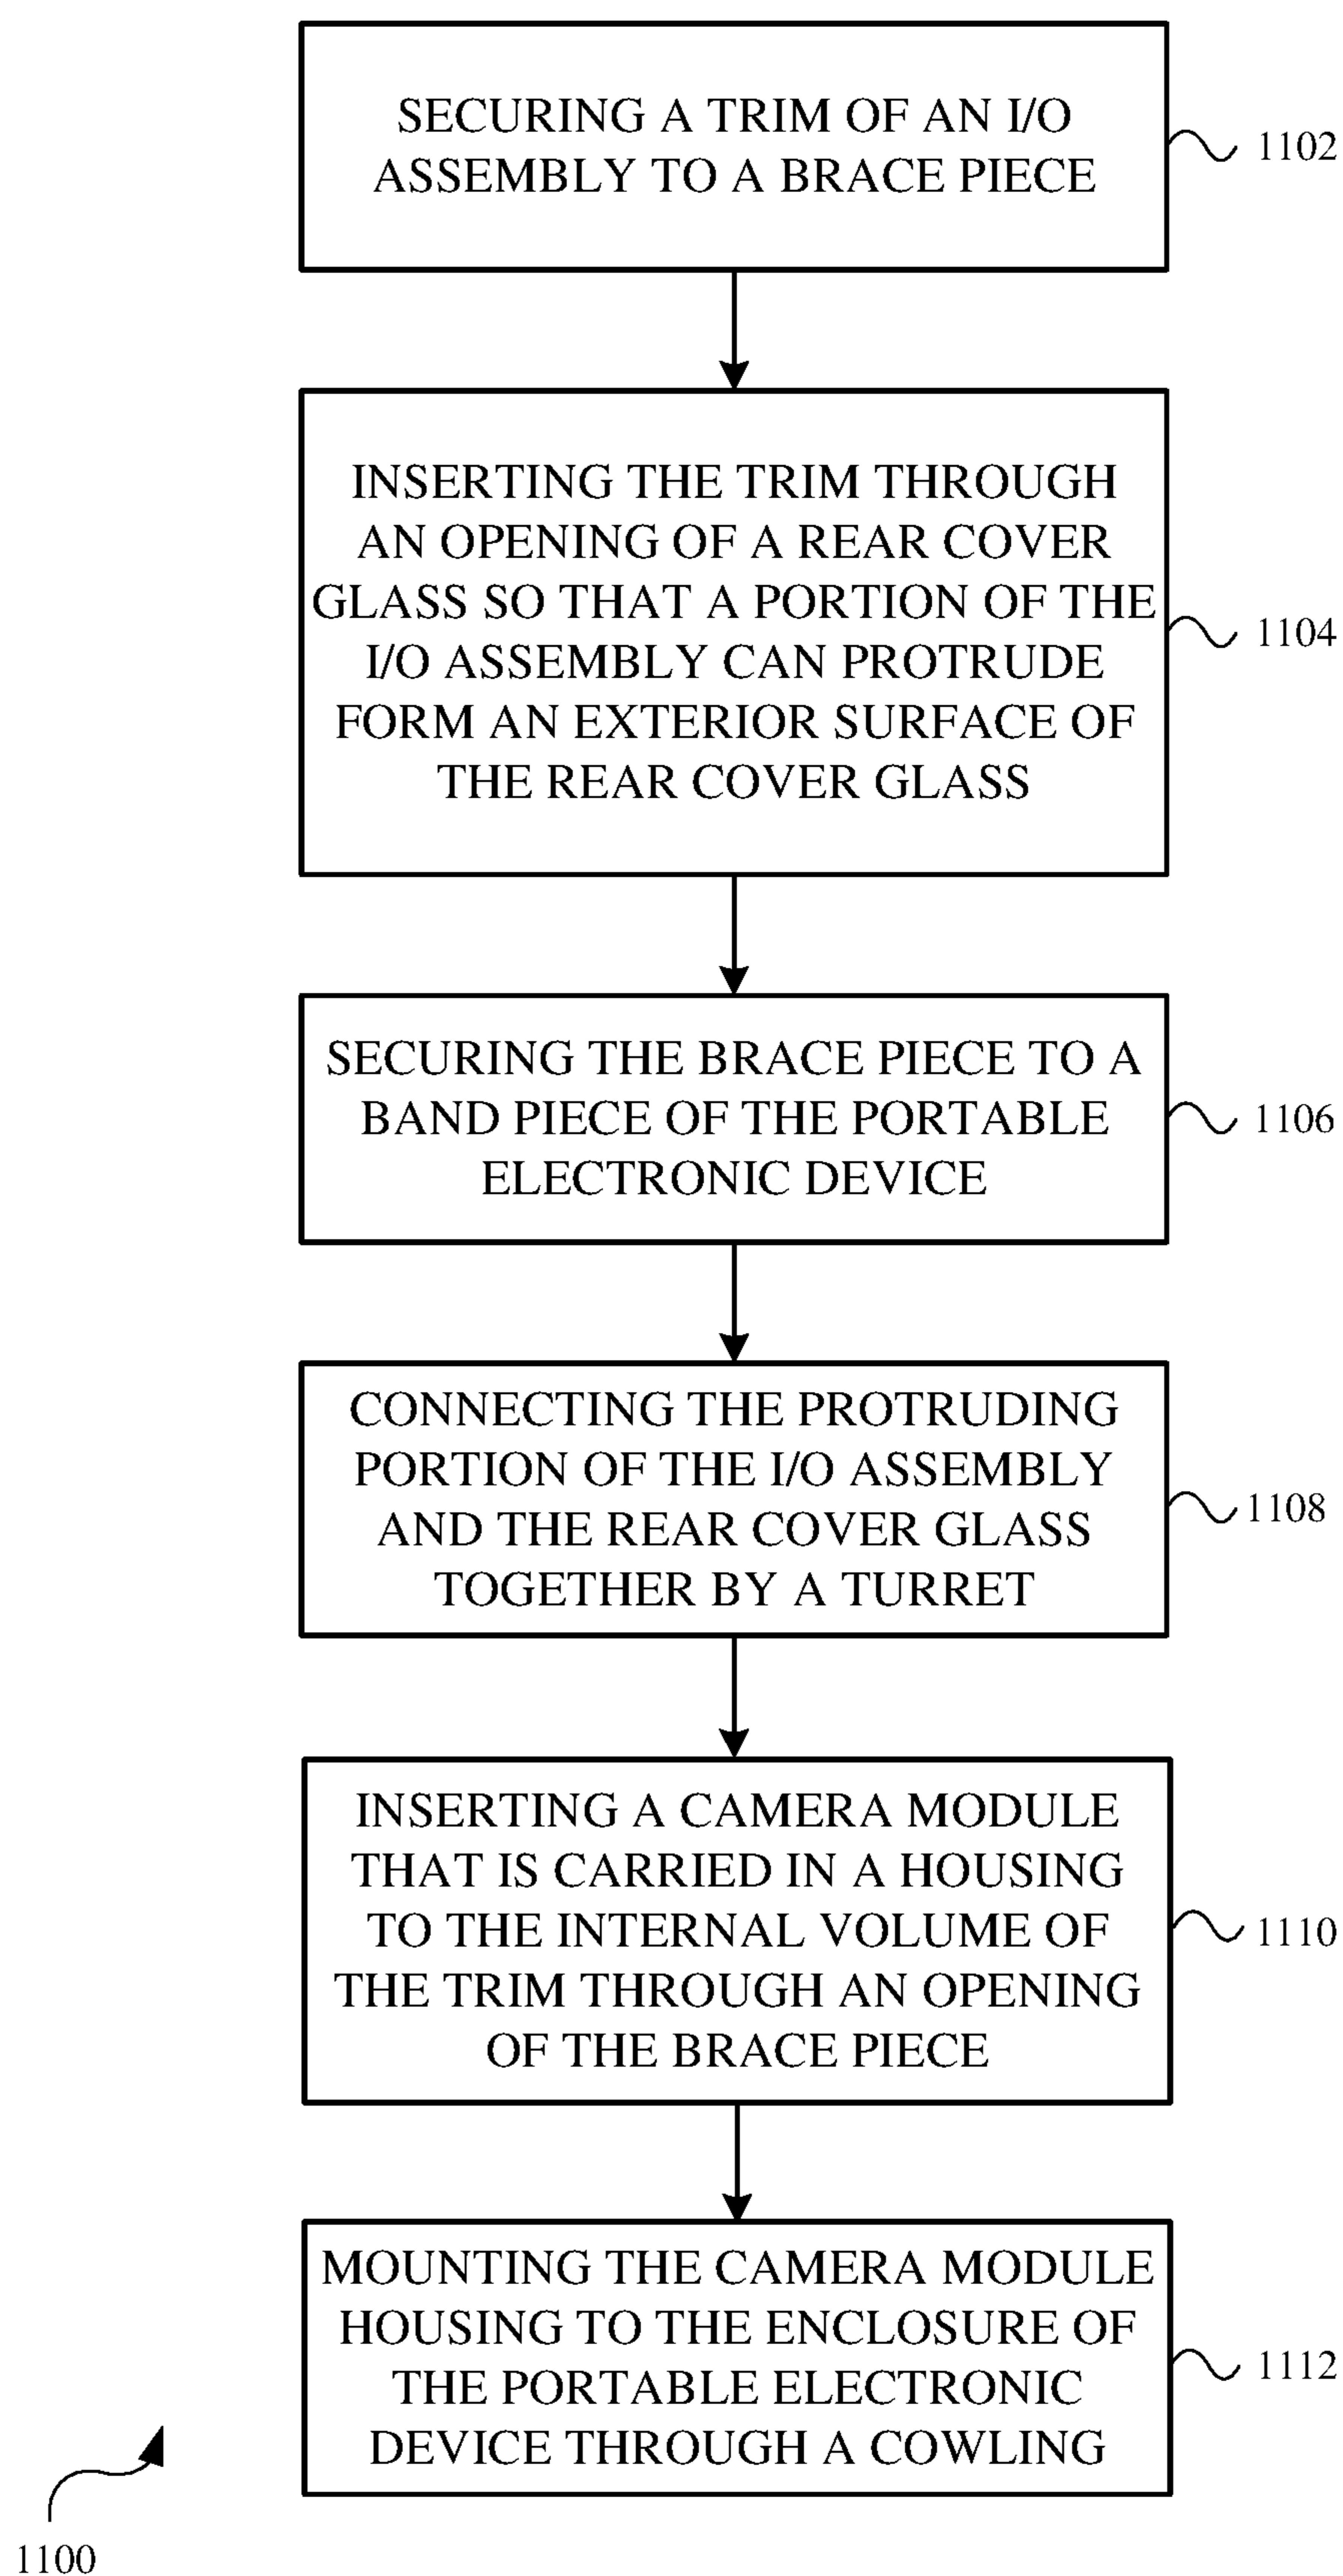 SECURING A TRIM OF AN I/O
ASSEMBLY TO A BRACE PIECE
1102
INSERTING THE TRIM THROUGH
AN OPENING OF A REAR COVER
GLASS SO THAT A PORTION OF THE
I/O ASSEMBLY CAN PROTRUDE
FORM AN EXTERIOR SURFACE OF
THE REAR COVER GLASS
1104
SECURING THE BRACE PIECE TO A
BAND PIECE OF THE PORTABLE
ELECTRONIC DEVICE
1106
CONNECTING THE PROTRUDING
PORTION OF THE I/O ASSEMBLY
AND THE REAR COVER GLASS
TOGETHER BY A TURRET
1108
INSERTING A CAMERA MODULE
THAT IS CARRIED IN A HOUSING
TO THE INTERNAL VOLUME OF
THE TRIM THROUGH AN OPENING
OF THE BRACE PIECE
1110
MOUNTING THE CAMERA MODULE
HOUSING TO THE ENCLOSURE OF
THE PORTABLE ELECTRONIC
DEVICE THROUGH A COWLING
1112
1100